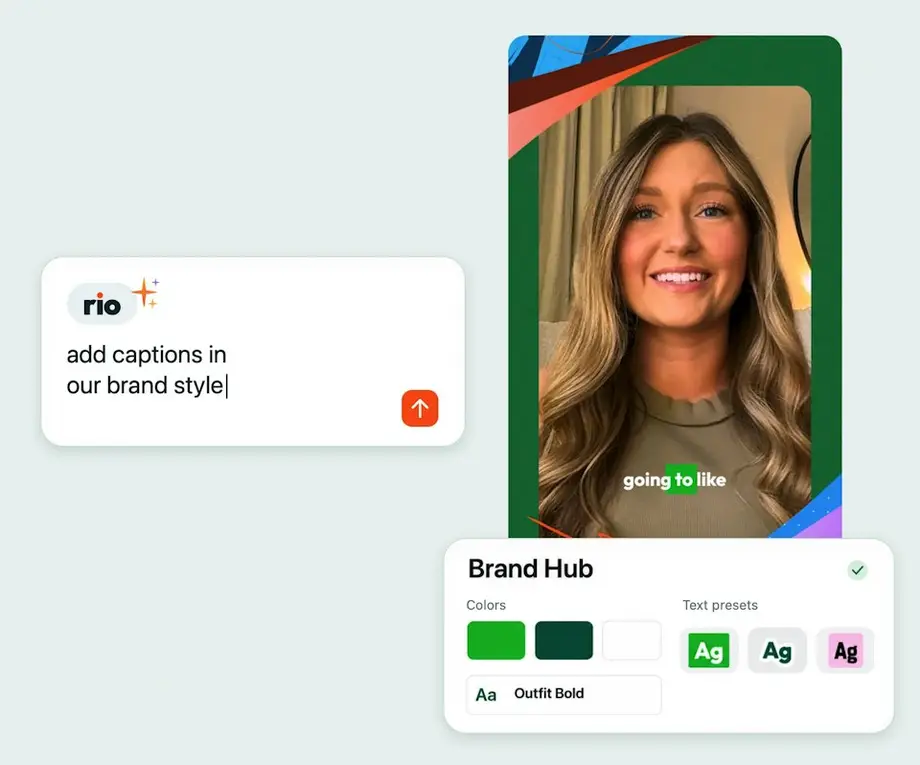 rio
add captions in
our brand style
going to like
Brand Hub
Colors
Text presets
Ag
Ag
Ag
Aa Outfit Bold